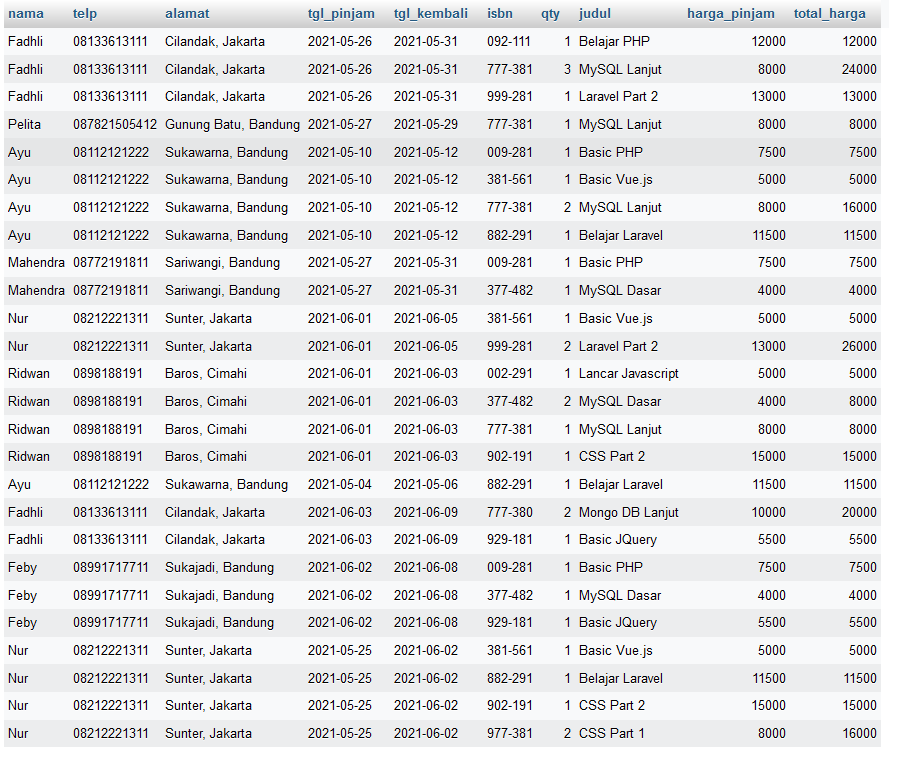 nama telp alamat tgl_pinjam tgl_kembali isbn qty judul harga_pinjam total_harga
Fadhli 08133613111 Cilandak, Jakarta 2021-05-26 2021-05-31 092-111 1 Belajar PHP 12000 12000
Fadhli 08133613111 Cilandak, Jakarta 2021-05-26 2021-05-31 777-381 3 MySQL Lanjut 8000 24000
Fadhli 08133613111 Cilandak, Jakarta 2021-05-26 2021-05-31 999-281 1 Laravel Part 2 13000 13000
Pelita 087821505412 Gunung Batu, Bandung 2021-05-27 2021-05-29 777-381 1 MySQL Lanjut 8000 8000
Ayu 08112121222 Sukawarna, Bandung 2021-05-10 2021-05-12 009-281 1 Basic PHP 7500 7500
Ayu 08112121222 Sukawarna, Bandung 2021-05-10 2021-05-12 381-561 1 Basic Vue.js 5000 5000
Ayu 08112121222 Sukawarna, Bandung 2021-05-10 2021-05-12 777-381 2 MySQL Lanjut 8000 16000
Ayu 08112121222 Sukawarna, Bandung 2021-05-10 2021-05-12 882-291 1 Belajar Laravel 11500 11500
Mahendra 08772191811 Sariwangi, Bandung 2021-05-27 2021-05-31 009-281 1 Basic PHP 7500 7500
Mahendra 08772191811 Sariwangi, Bandung 2021-05-27 2021-05-31 377-482 1 MySQL Dasar 4000 4000
Nur 08212221311 Sunter, Jakarta 2021-06-01 2021-06-05 381-561 1 Basic Vue.js 5000 5000
Nur 08212221311 Sunter, Jakarta 2021-06-01 2021-06-05 999-281 2 Laravel Part 2 13000 26000
Ridwan 0898188191 Baros, Cimahi 2021-06-01 2021-06-03 002-291 1 Lancar Javascript 5000 5000
Ridwan 0898188191 Baros, Cimahi 2021-06-01 2021-06-03 377-482 2 MySQL Dasar 4000 8000
Ridwan 0898188191 Baros, Cimahi 2021-06-01 2021-06-03 777-381 1 MySQL Lanjut 8000 8000
Ridwan 0898188191 Baros, Cimahi 2021-06-01 2021-06-03 902-191 1 CSS Part 2 15000 15000
Ayu 08112121222 Sukawarna, Bandung 2021-05-04 2021-05-06 882-291 1 Belajar Laravel 11500 11500
Fadhli 08133613111 Cilandak, Jakarta 2021-06-03 2021-06-09 777-380 2 Mongo DB Lanjut 10000 20000
Fadhli 08133613111 Cilandak, Jakarta 2021-06-03 2021-06-09 929-181 1 Basic JQuery 5500 5500
Feby 08991717711 Sukajadi, Bandung 2021-06-02 2021-06-08 009-281 1 Basic PHP 7500 7500
Feby 08991717711 Sukajadi, Bandung 2021-06-02 2021-06-08 377-482 1 MySQL Dasar 4000 4000
Feby 08991717711 Sukajadi, Bandung 2021-06-02 2021-06-08 929-181 1 Basic JQuery 5500 5500
Nur 08212221311 Sunter, Jakarta 2021-05-25 2021-06-02 381-561 1 Basic Vue.js 5000 5000
Nur 08212221311 Sunter, Jakarta 2021-05-25 2021-06-02 882-291 1 Belajar Laravel 11500 11500
Nur 08212221311 Sunter, Jakarta 2021-05-25 2021-06-02 902-191 1 CSS Part 2 15000 15000
Nur 08212221311 Sunter, Jakarta 2021-05-25 2021-06-02 977-381 2 CSS Part 1 8000 16000